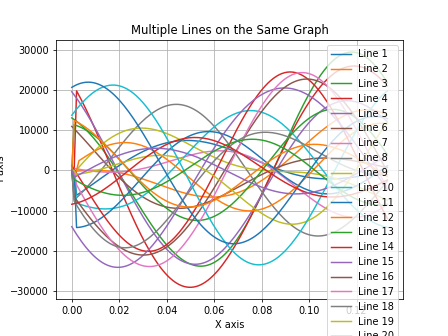 Multiple Lines on the Same Graph
30000
20000
10000
0
−10000
−20000
−30000
0.00
0.02
0.04
0.06
0.08
0.10
X axis
axis
Line 1
Line 2
Line 3
Line 4
Line 5
Line 6
Line 7
Line 8
Line 9
Line 10
Line 11
Line 12
Line 13
Line 14
Line 15
Line 16
Line 17
Line 18
Line 19
Line 20